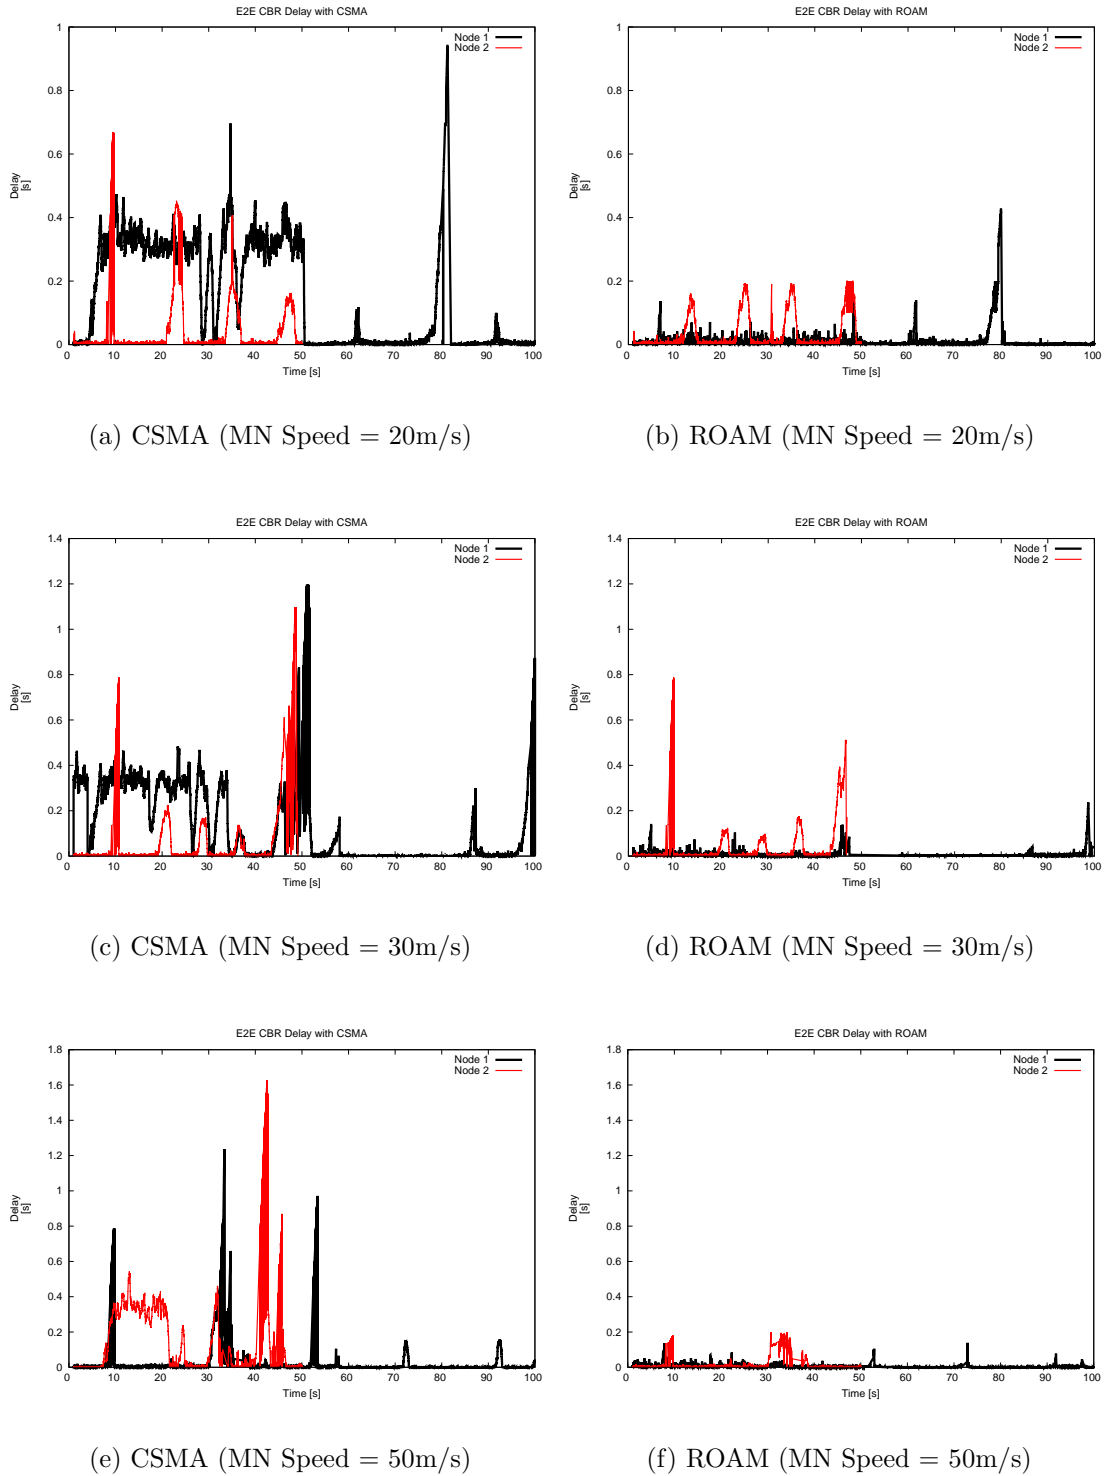 E2E CBR Delay with CSMA
Node 1
Node 2
1
0.8
0.6
0.4
0.2
0
Delay
[s]
0 10 20 30 40 50 60 70 80 90 100
Time [s]
(a) CSMA (MN Speed = 20m/s)
E2E CBR Delay with ROAM
Node 1
Node 2
1
0.8
0.6
0.4
0.2
0
Delay
[s]
0 10 20 30 40 50 60 70 80 90 100
Time [s]
(b) ROAM (MN Speed = 20m/s)
E2E CBR Delay with CSMA
Node 1
Node 2
1.4
1.2
1
0.8
0.6
0.4
0.2
0
Delay
[s]
0 10 20 30 40 50 60 70 80 90 100
Time [s]
(c) CSMA (MN Speed = 30m/s)
E2E CBR Delay with ROAM
Node 1
Node 2
1.4
1.2
1
0.8
0.6
0.4
0.2
0
Delay
[s]
0 10 20 30 40 50 60 70 80 90 100
Time [s]
(d) ROAM (MN Speed = 30m/s)
E2E CBR Delay with CSMA
Node 1
Node 2
1.8
1.6
1.4
1.2
1
0.8
0.6
0.4
0.2
0
Delay
[s]
0 10 20 30 40 50 60 70 80 90 100
Time [s]
(e) CSMA (MN Speed = 50m/s)
E2E CBR Delay with ROAM
Node 1
Node 2
1.8
1.6
1.4
1.2
1
0.8
0.6
0.4
0.2
0
Delay
[s]
0 10 20 30 40 50 60 70 80 90 100
Time [s]
(f) ROAM (MN Speed = 50m/s)